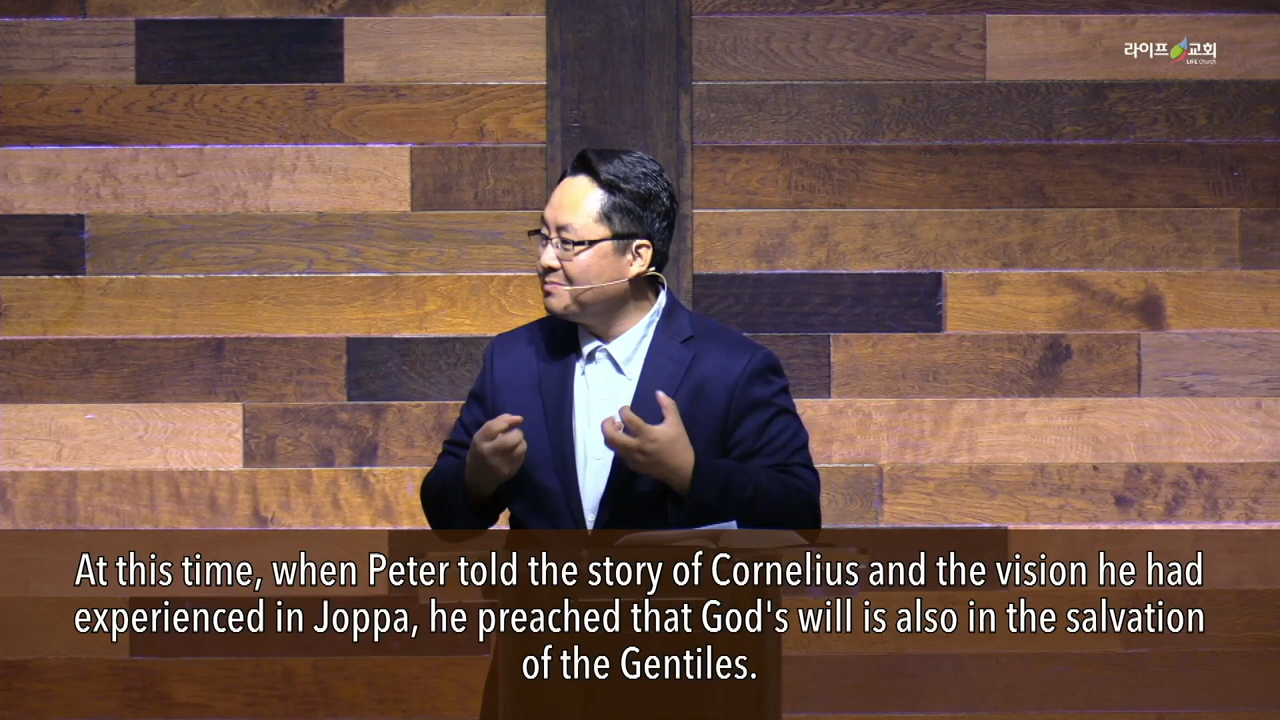 라이프 교회
LIFE Church
At this time, when Peter told the story of Cornelius and the vision he had
experienced in Joppa, he preached that God's will is also in the salvation
of the Gentiles.